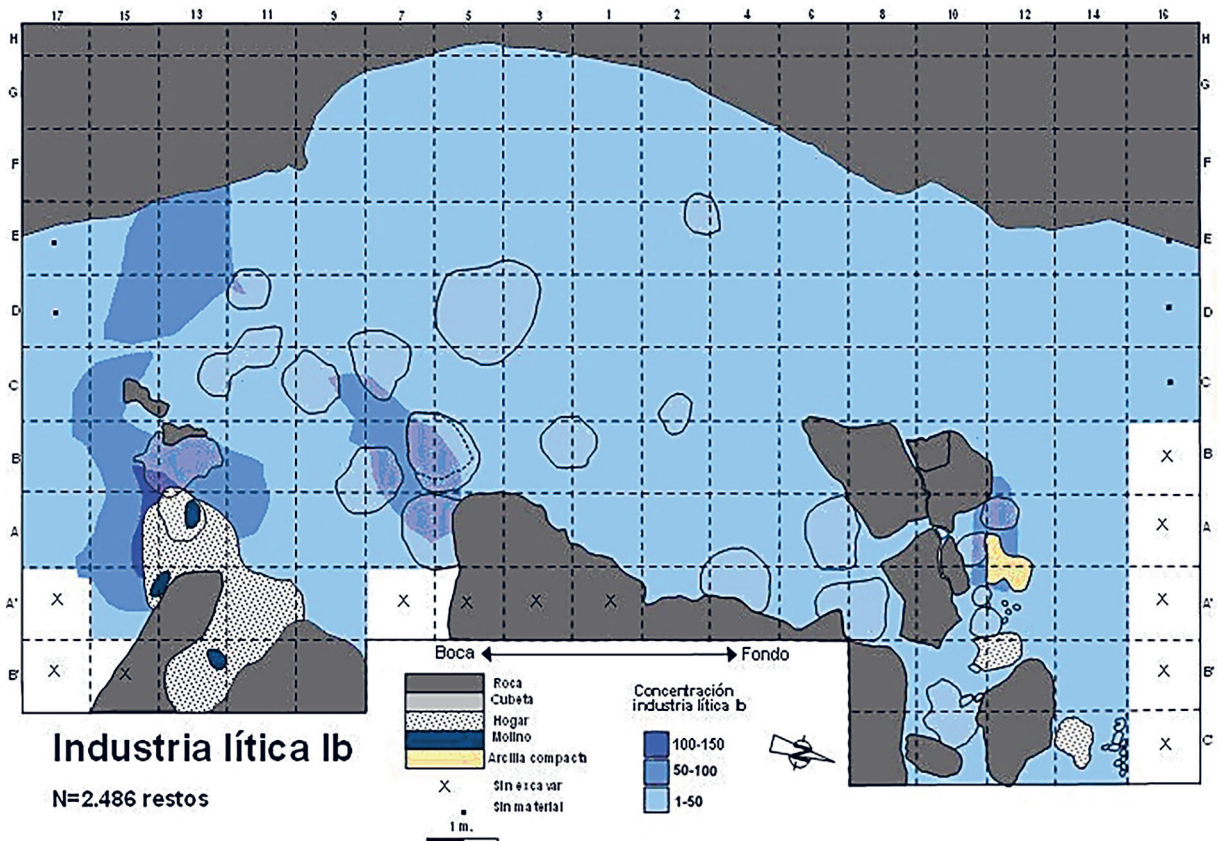 17 15 13 11 9 7 5 3 1 2 4 6 8 10 12 14 16
H H
G G
F F
E E
D D
C C
B X B
A X A
A' X X X X X X A'
B' X X X B'
X C'
Boca Fondo
Roca
Cubeta
Hogar
Molino
Arcilla compacta
X Sin excavar
Sin material
1 m.
Concentración
industria lítica Ib
100-150
50-100
1-50
N
Industria lítica Ib
N=2.486 restos